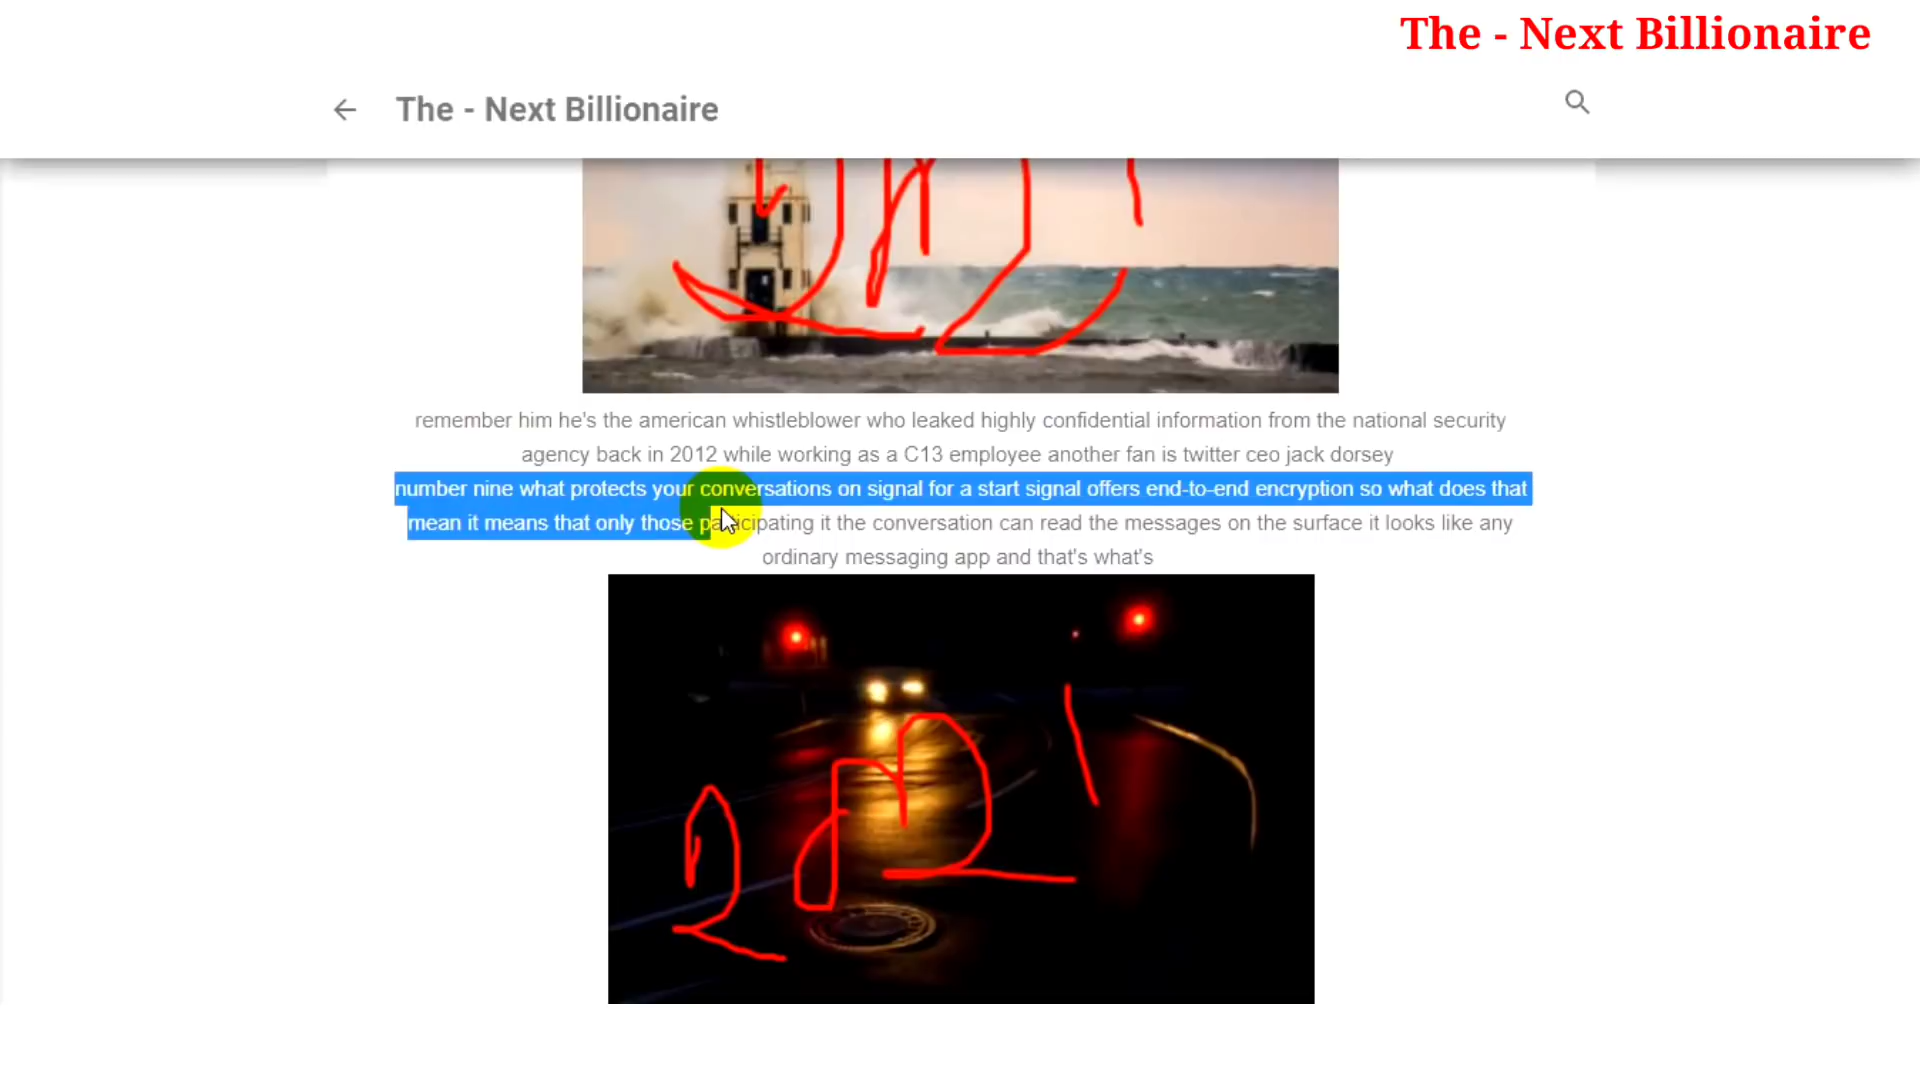 The - Next Billionaire
The - Next Billionaire
remember him he's the american whistleblower who leaked highly confidential information from the national security
agency back in 2012 while working as a C13 employee another fan is twitter ceo jack dorsey
number nine what protects your conversations on signal for a start signal offers end-to-end encryption so what does that
mean it means that only those participating it the conversation can read the messages on the surface it looks like any
ordinary messaging app and that's what's